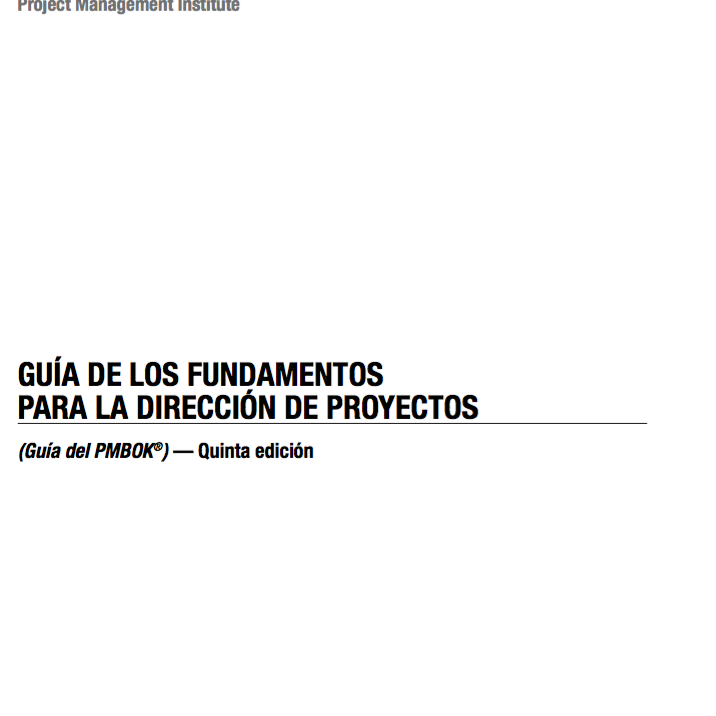 Project Management Institute
GUÍA DE LOS FUNDAMENTOS
PARA LA DIRECCIÓN DE PROYECTOS
(Guía del PMBOK®) — Quinta edición